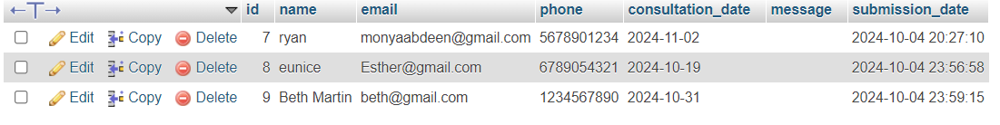 id name email phone consultation_date message submission_date
Edit Copy Delete 7 ryan monyaabdeen@gmail.com 5678901234 2024-11-02 2024-10-04 20:27:10
Edit Copy Delete 8 eunice Esther@gmail.com 6789054321 2024-10-19 2024-10-04 23:56:58
Edit Copy Delete 9 Beth Martin beth@gmail.com 1234567890 2024-10-31 2024-10-04 23:59:15